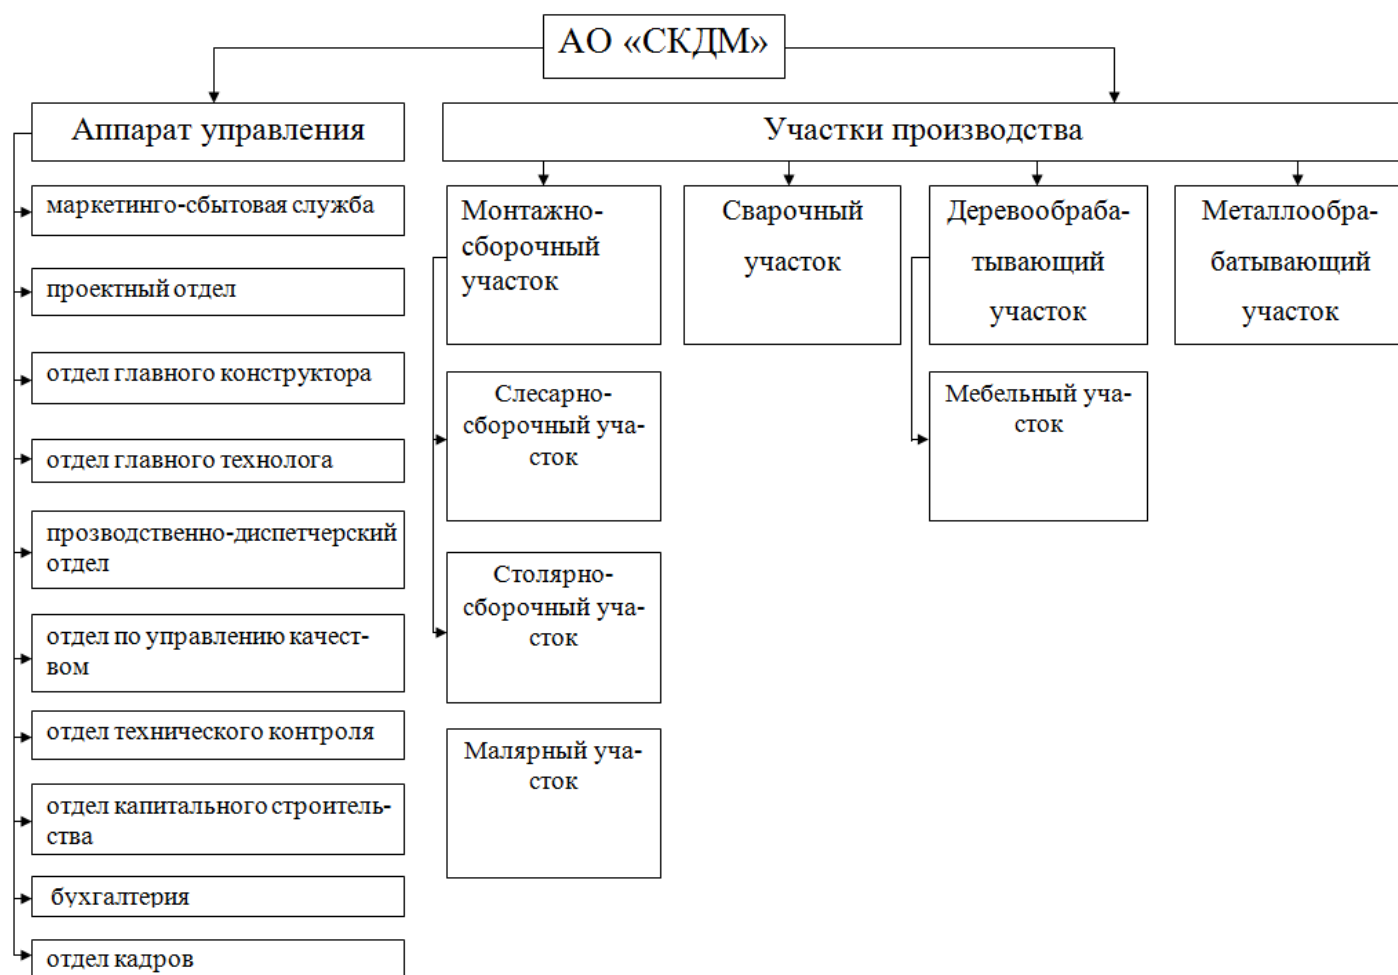 АО «СКДМ»
Аппарат управления
маркетинго-сбытовая служба
проектный отдел
отдел главного конструктора
отдел главного технолога
прозводственно-диспетчерский
отдел
отдел по управлению качест-
вом
отдел технического контроля
отдел капитального строитель-
ства
бухгалтерия
отдел кадров
Участки производства
Монтажно-
сборочный
участок
Слесарно-
сборочный уча-
сток
Столярно-
сборочный уча-
сток
Малярный уча-
сток
Сварочный
участок
Деревообраба-
тывающий
участок
Мебельный уча-
сток
Металлообра-
батывающий
участок